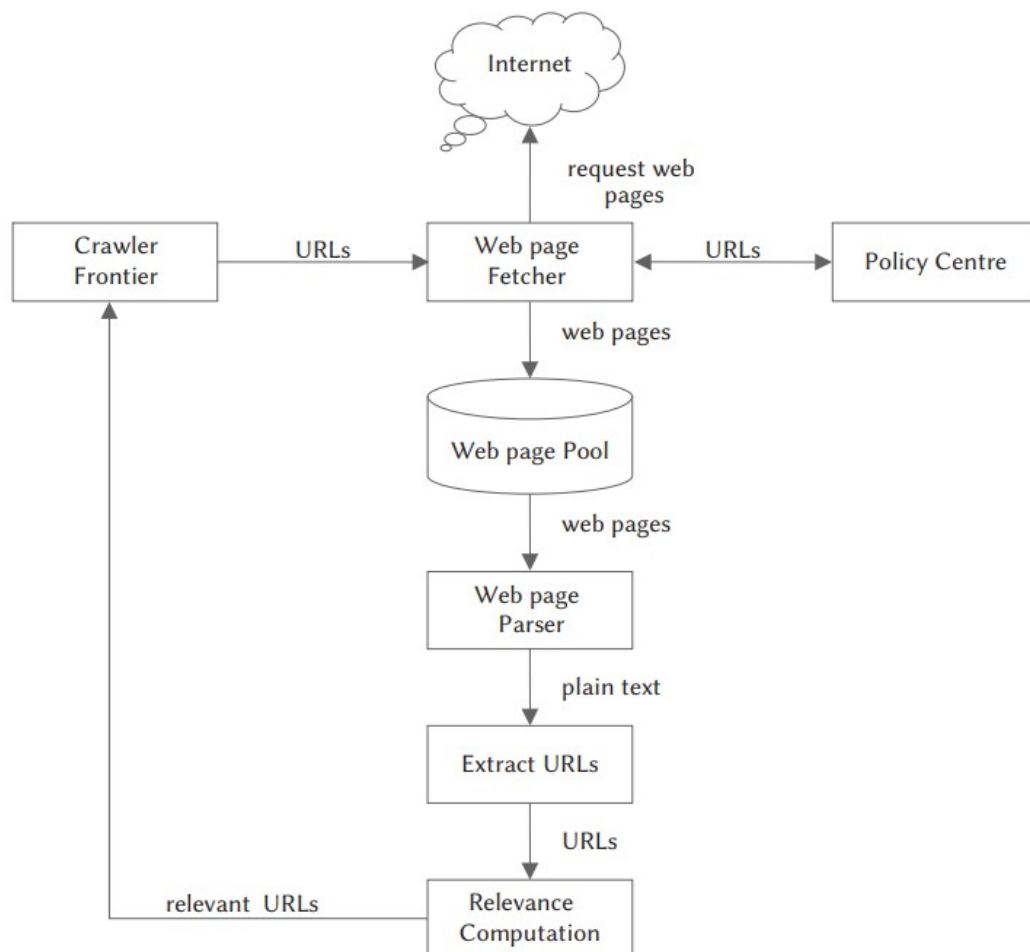 Internet
request web
pages
Crawler
Frontier
URLs
Web page
Fetcher
URLs
Policy Centre
web pages
Web page Pool
web pages
Web page
Parser
plain text
Extract URLs
URLs
relevant URLs
Relevance
Computation